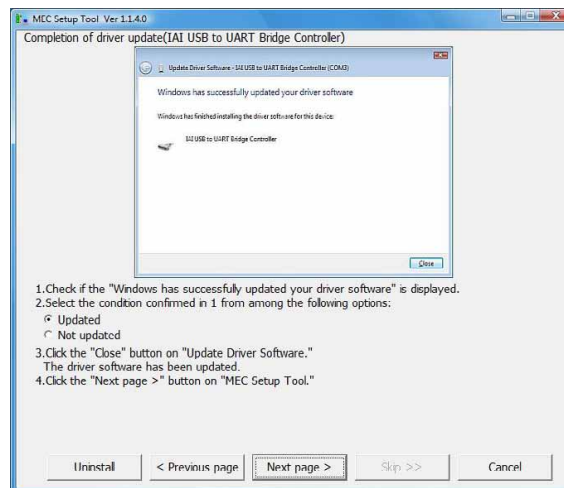 MEC Setup Tool Ver 1.1.4.0
Completion of driver update(IAI USB to UART Bridge Controller)
Update Driver Software - IAI USB to UART Bridge Controller (COM3)
Windows has successfully updated your driver software
Windows has finished installing the driver software for this device:
IAI USB to UART Bridge Controller
Close
1.Check if the "Windows has successfully updated your driver software" is displayed.
2.Select the condition confirmed in 1 from among the following options:
Updated
Not updated
3.Click the "Close" button on "Update Driver Software."
The driver software has been updated.
4.Click the "Next page >" button on "MEC Setup Tool."
Uninstall < Previous page Next page > Skip >> Cancel